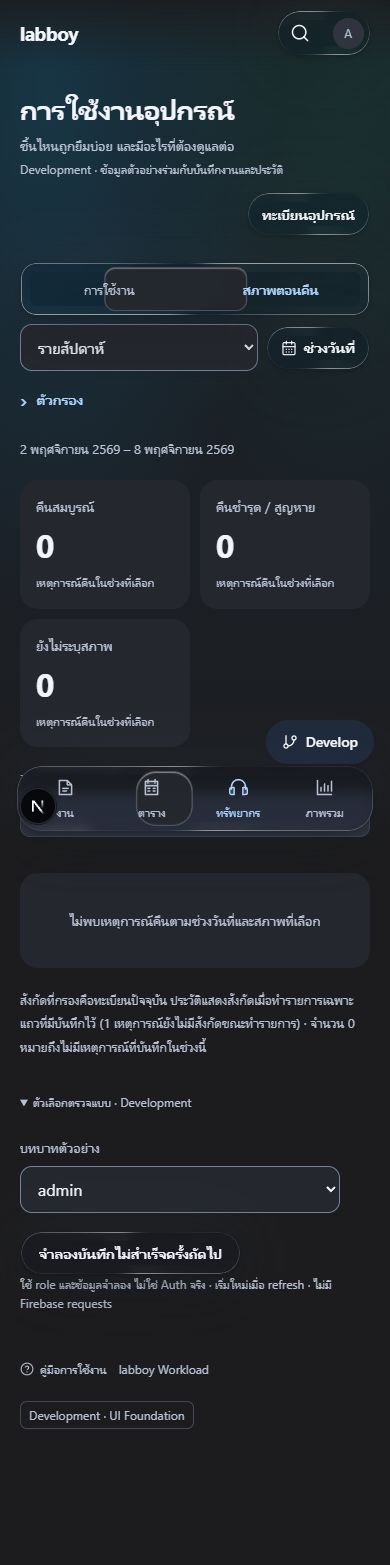 labboy
A
การใช้งานอุปกรณ์
ชิ้นไหนถูกยืมบ่อย และมีอะไรที่ต้องดูแลต่อ
Development · ข้อมูลตัวอย่างร่วมกับบันทึกงานและประวัติ
ทะเบียนอุปกรณ์
การใช้งาน
สภาพตอนคืน
รายสัปดาห์
ช่วงวันที่
ตัวกรอง
2 พฤศจิกายน 2569 – 8 พฤศจิกายน 2569
คืนสมบูรณ์
0
เหตุการณ์คืนในช่วงที่เลือก
คืนชำรุด / สูญหาย
0
เหตุการณ์คืนในช่วงที่เลือก
ยังไม่ระบุสภาพ
0
เหตุการณ์คืนในช่วงที่เลือก
Develop
N
งาน
ตาราง
ทรัพยากร
ภาพรวม
ไม่พบเหตุการณ์คืนตามช่วงวันที่และสภาพที่เลือก
สังกัดที่กรองคือทะเบียนปัจจุบัน ประวัติแสดงสังกัดเมื่อทำรายการเฉพาะ
แถวที่มีบันทึกไว้ (1 เหตุการณ์ยังไม่มีสังกัดขณะทำรายการ) · จำนวน 0
หมายถึงไม่มีเหตุการณ์ที่บันทึกในช่วงนี้
ตัวเลือกตรวจแบบ · Development
บทบาทตัวอย่าง
admin
จำลองบันทึกไม่สำเร็จครั้งถัดไป
ใช้ role และข้อมูลจำลอง ไม่ใช่ Auth จริง · เริ่มใหม่เมื่อ refresh · ไม่มี
Firebase requests
คู่มือการใช้งาน
labboy Workload
Development · UI Foundation